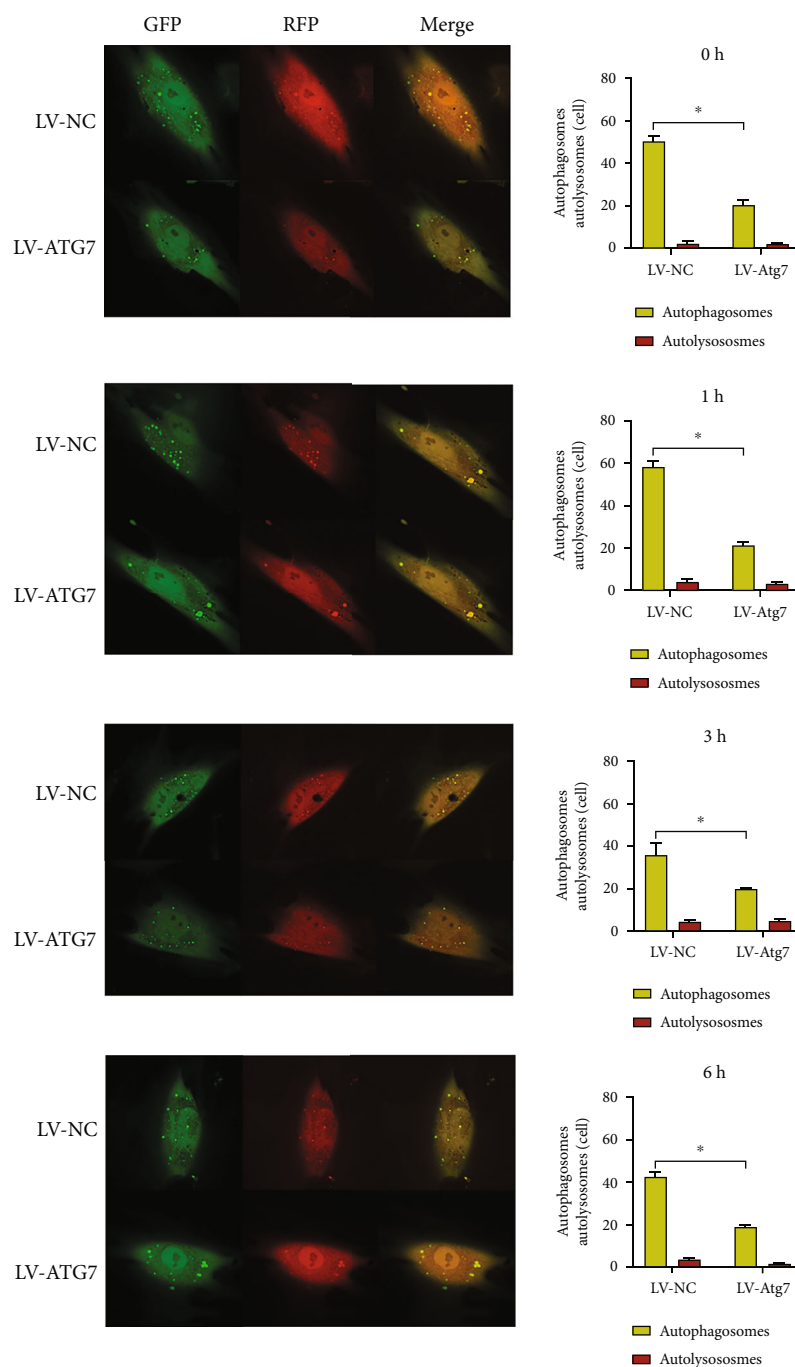 GFP RFP Merge
LV-NC
LV-ATG7
0 h
Autophagosomes
autolysosomes (cell)
80
60
40
20
0
*
LV-NC LV-Atg7
Autophagosomes
Autolysososmes
LV-NC
LV-ATG7
1 h
Autophagosomes
autolysososomes (cell)
80
60
40
20
0
*
LV-NC LV-Atg7
Autophagosomes
Autolysososmes
LV-NC
LV-ATG7
3 h
Autophagosomes
autolysososomes (cell)
80
60
40
20
0
*
LV-NC LV-Atg7
Autophagosomes
Autolysososmes
LV-NC
LV-ATG7
6 h
Autophagosomes
autolysososomes (cell)
80
60
40
20
0
*
LV-NC LV-Atg7
Autophagosomes
Autolysososmes